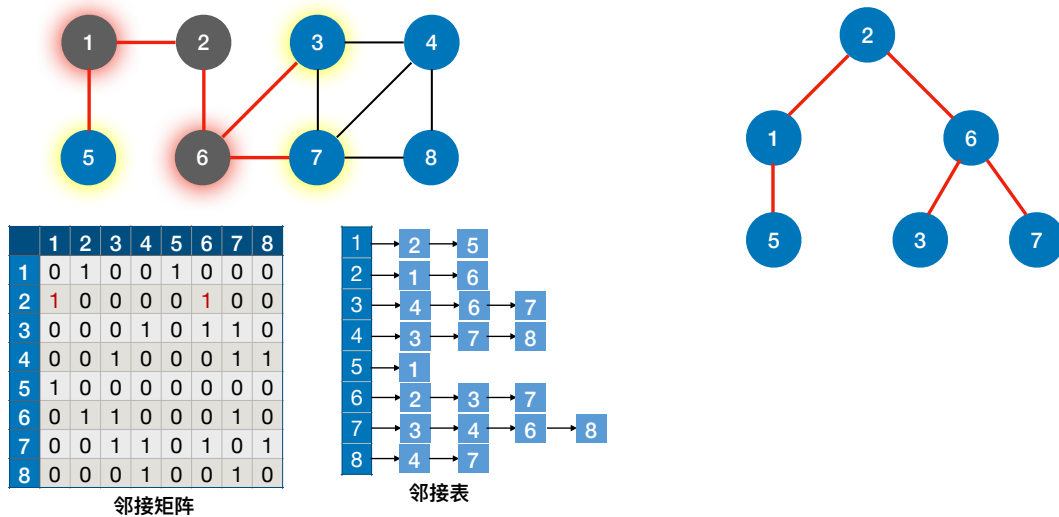 1 2 3 4
5 6 7 8
2
1 6
5 3 7
1 2 3 4 5 6 7 8
1 0 1 0 0 1 0 0 0
2 1 0 0 0 0 1 0 0
3 0 0 0 1 0 1 1 0
4 0 0 1 0 0 0 1 1
5 1 0 0 0 0 0 0 0
6 0 1 1 0 0 0 1 0
7 0 0 1 1 0 1 0 1
8 0 0 0 1 0 0 1 0
邻接矩阵
1 2 5
2 1 6
3 4 6 7
4 3 7 8
5 1
6 2 3 7
7 3 4 6 8
8 4 7
邻接表